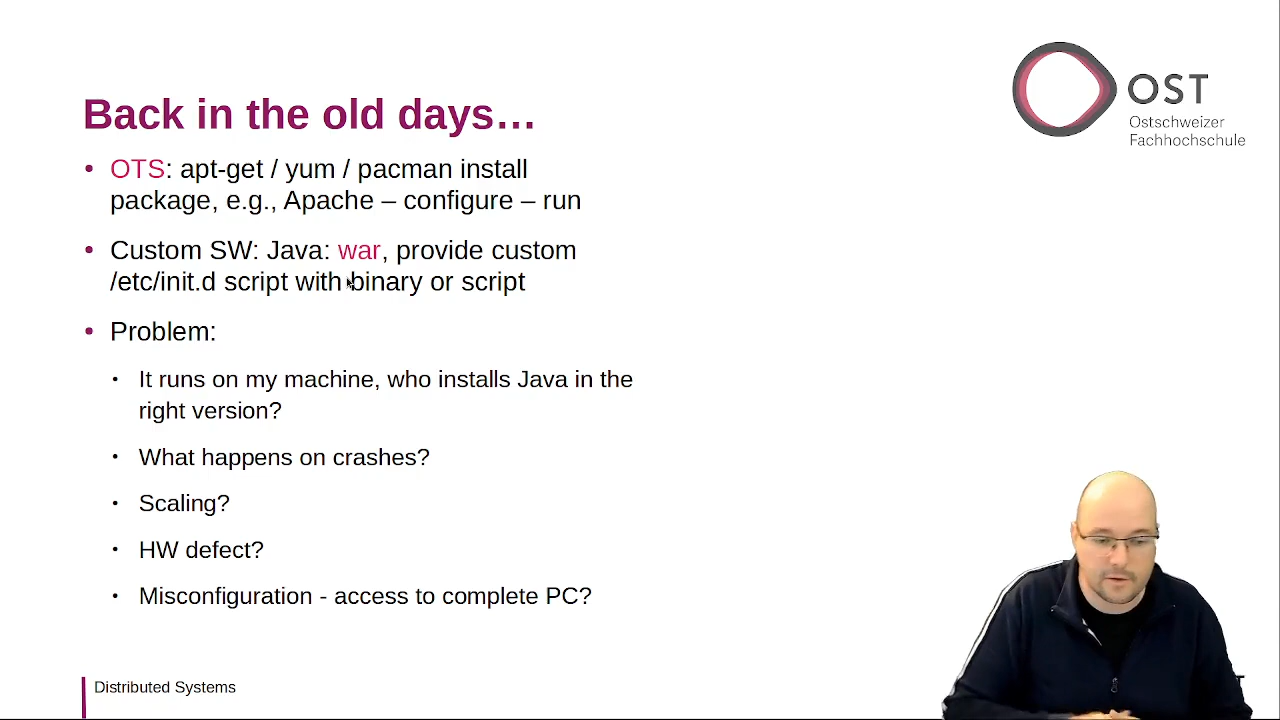 OST
Ostschweizer
Fachhochschule
Back in the old days…
• OTS: apt-get / yum / pacman install
package, e.g., Apache – configure – run
• Custom SW: Java: war, provide custom
/etc/init.d script with binary or script
• Problem:
• It runs on my machine, who installs Java in the
right version?
• What happens on crashes?
• Scaling?
• HW defect?
• Misconfiguration - access to complete PC?
Distributed Systems